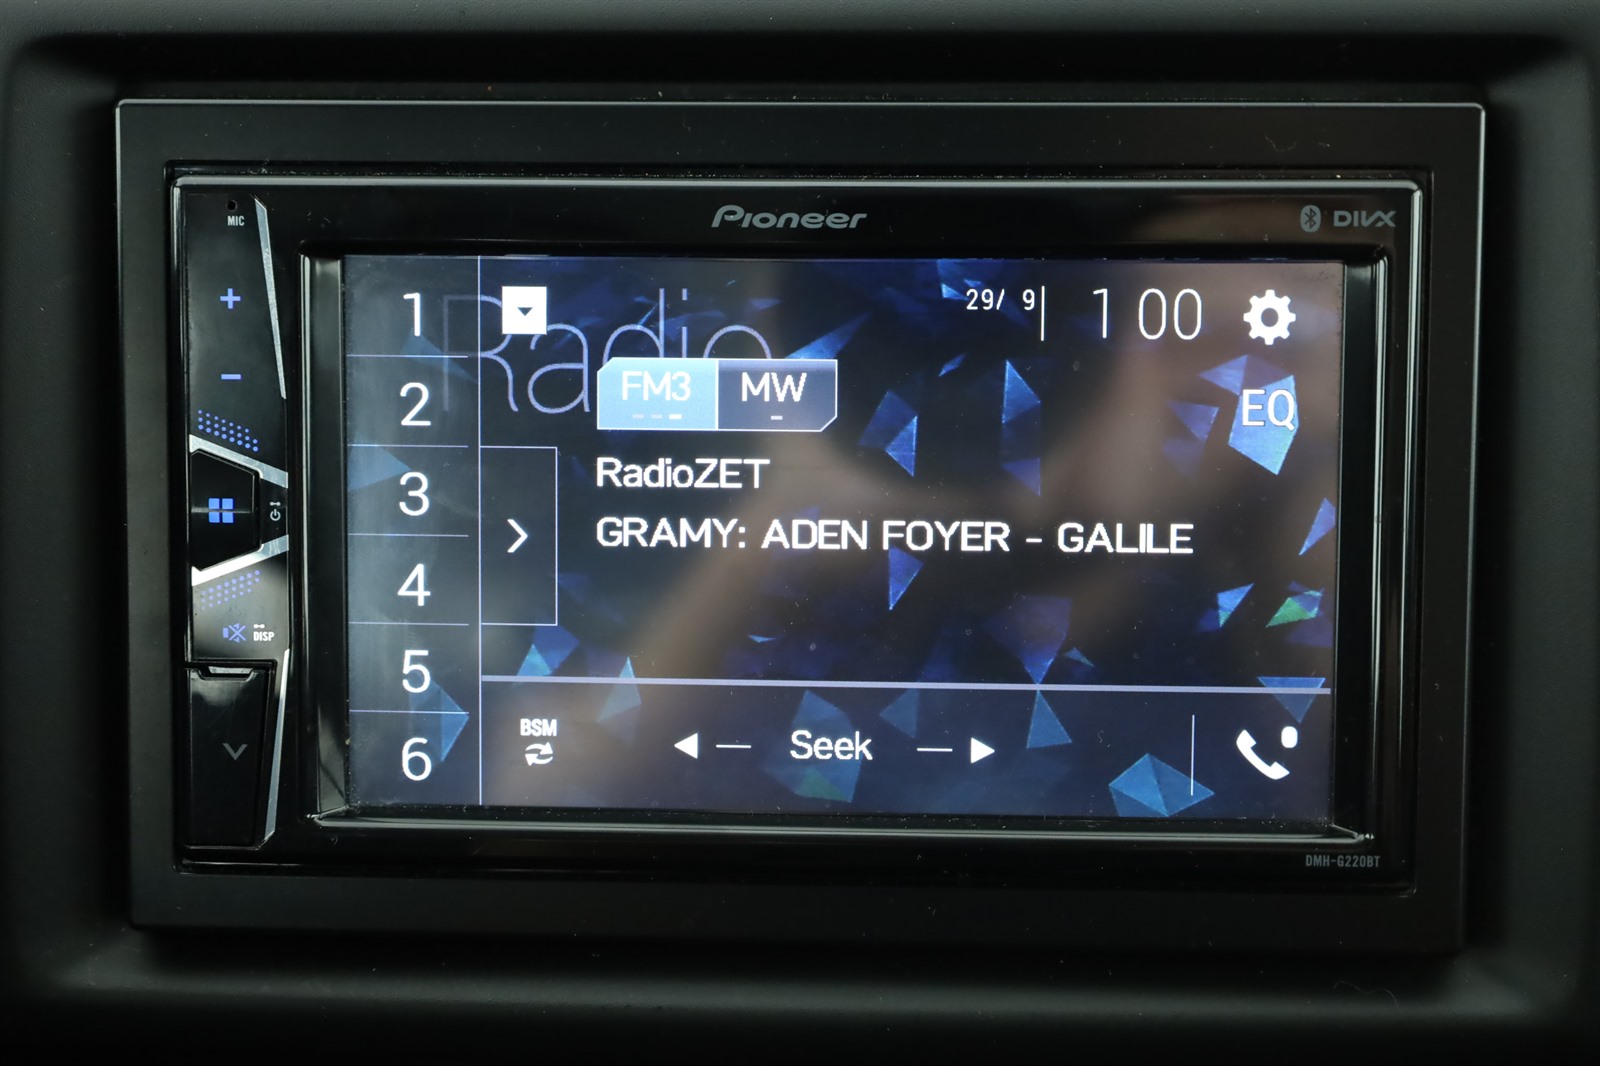 Pioneer
DIVX
MIC
+
-
DISP
1
2
3
4
5
6
Radio
29/ 9
1 00
FM3
MW
EQ
RadioZET
GRAMY: ADEN FOYER - GALILE
BSM
Seek
DMH-G220BT